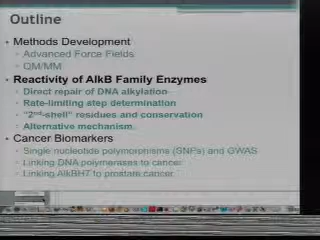 Outline
• Methods Development
• Advanced Force Fields
• QM/MM
• Reactivity of AlkB Family Enzymes
• Direct repair of DNA alkylation
• Rate-limiting step determination
• "2nd-shell" residues and conservation
• Alternative mechanism
• Cancer Biomarkers
• Single nucleotide polymorphisms (SNPs) and GWAS
• Linking DNA polymerases to cancer
• Linking AlkBH7 to prostate cancer